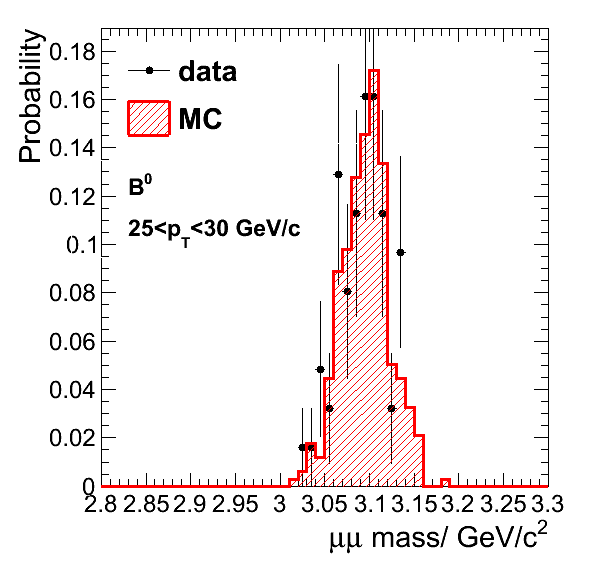 Probability
0.18
0.16
0.14
0.12
0.1
0.08
0.06
0.04
0.02
0
data
MC
B⁰
25<p_T<30 GeV/c
2.8 2.85 2.9 2.95 3 3.05 3.1 3.15 3.2 3.25 3.3
μμ mass/ GeV/c²